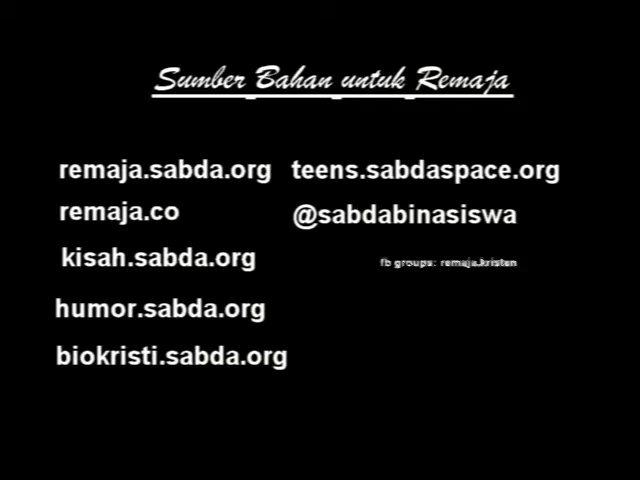 Sumber Bahan untuk Remaja
remaja.sabda.org
remaja.co
kisah.sabda.org
humor.sabda.org
biokristi.sabda.org
teens.sabdaspace.org
@sabdabinasiswa
fb groups: remaja.kristen